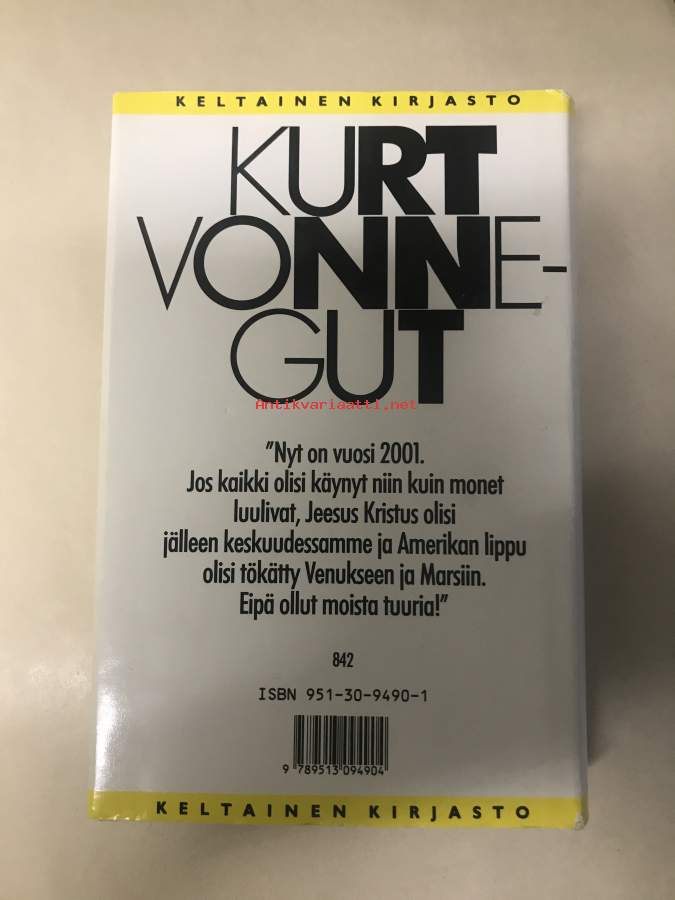 KELTAINEN KIRJASTO
KURT
VONNE-
GUT
Antikvariaatti.net
"Nyt on vuosi 2001.
Jos kaikki olisi käynyt niin kuin monet
luulivat, Jeesus Kristus olisi
jälleen keskuudessamme ja Amerikan lippu
olisi tökätty Venukseen ja Marsiin.
Eipä ollut moista tuuria!"
842
ISBN 951-30-9490-1
9 789513 094904
KELTAINEN KIRJASTO